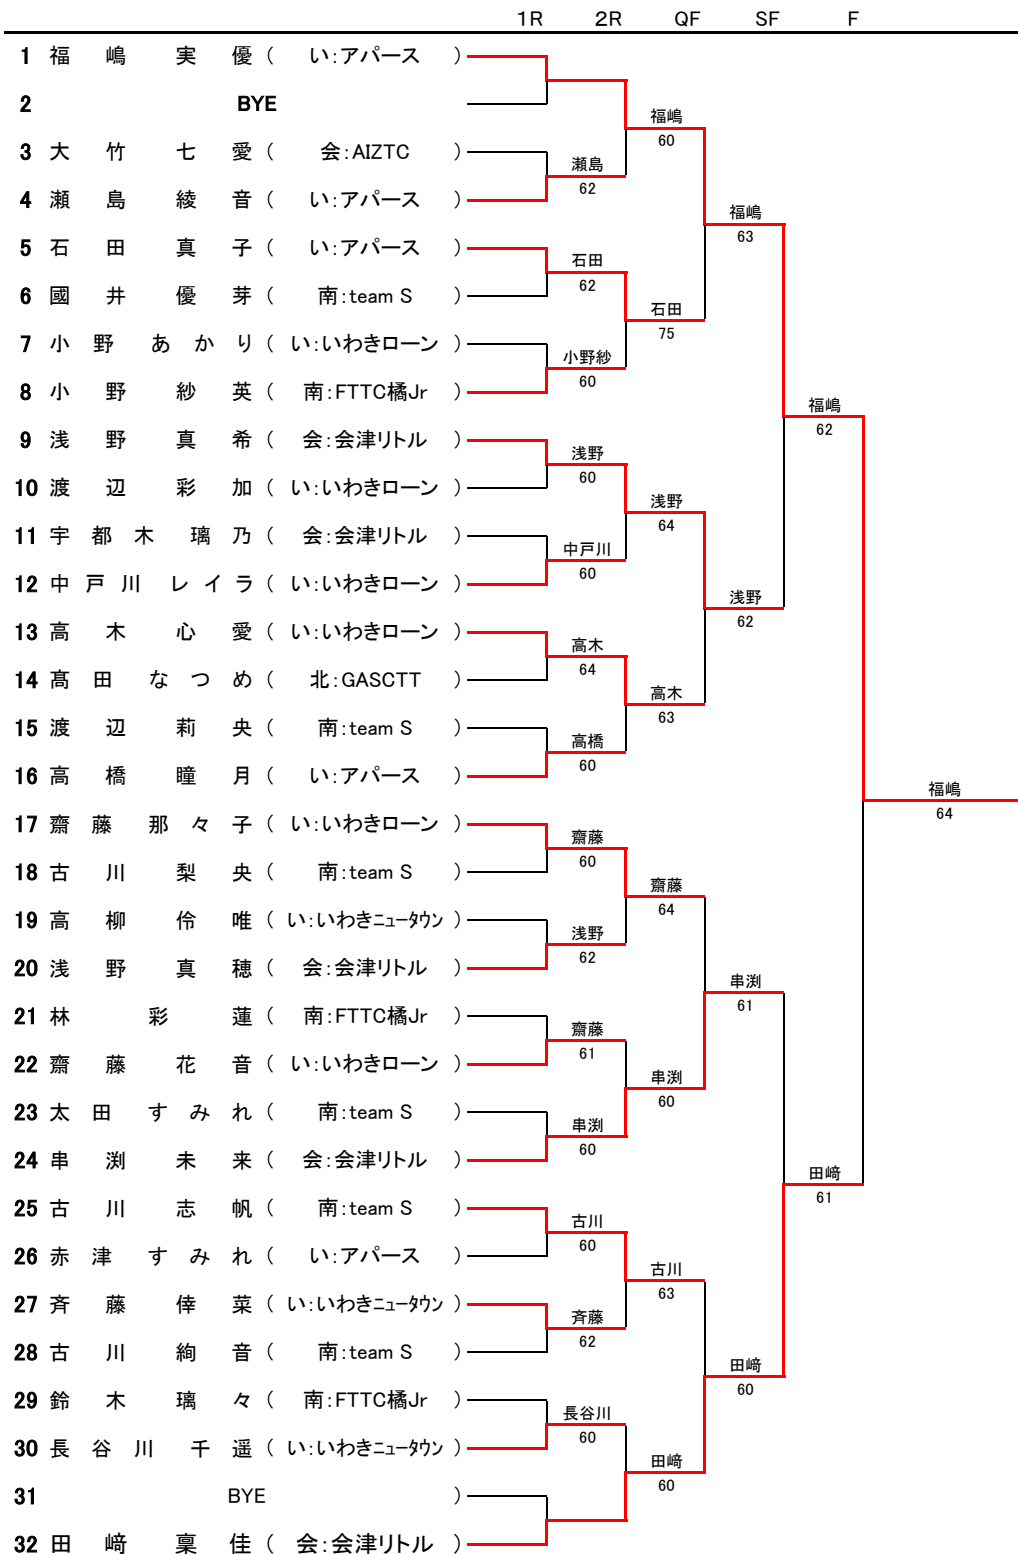 1R 2R QF SF F
1 福嶋実優 ( い:アパース )
2 BYE
福嶋
60
3 大竹七愛 ( 会:AIZTC )
瀬島
62
4 瀬島綾音 ( い:アパース )
福嶋
63
5 石田真子 ( い:アパース )
石田
62
6 國井優芽 ( 南:team S )
石田
75
7 小野あかり ( い:いわきローン )
小野紗
60
8 小野紗英 ( 南:FTTC橘Jr )
福嶋
62
9 浅野真希 ( 会:会津リトル )
浅野
60
10 渡辺彩加 ( い:いわきローン )
浅野
64
11 宇都木璃乃 ( 会:会津リトル )
中戸川
60
12 中戸川レイラ ( い:いわきローン )
浅野
62
13 高木心愛 ( い:いわきローン )
高木
64
14 髙田なつめ ( 北:GASCTT )
高木
63
15 渡辺莉央 ( 南:team S )
高橋
60
16 高橋瞳月 ( い:アパース )
福嶋
64
17 齋藤那々子 ( い:いわきローン )
齋藤
60
18 古川梨央 ( 南:team S )
齋藤
64
19 高柳伶唯 ( い:いわきニュータウン )
浅野
62
20 浅野真穂 ( 会:会津リトル )
串渕
61
21 林彩蓮 ( 南:FTTC橘Jr )
齋藤
61
22 齋藤花音 ( い:いわきローン )
串渕
60
23 太田すみれ ( 南:team S )
串渕
60
24 串渕未来 ( 会:会津リトル )
田﨑
61
25 古川志帆 ( 南:team S )
古川
60
26 赤津すみれ ( い:アパース )
古川
63
27 斉藤倖菜 ( い:いわきニュータウン )
斉藤
62
28 古川絢音 ( 南:team S )
田﨑
60
29 鈴木璃々 ( 南:FTTC橘Jr )
長谷川
60
30 長谷川千遥 ( い:いわきニュータウン )
田﨑
60
31 BYE )
32 田﨑稟佳 ( 会:会津リトル )